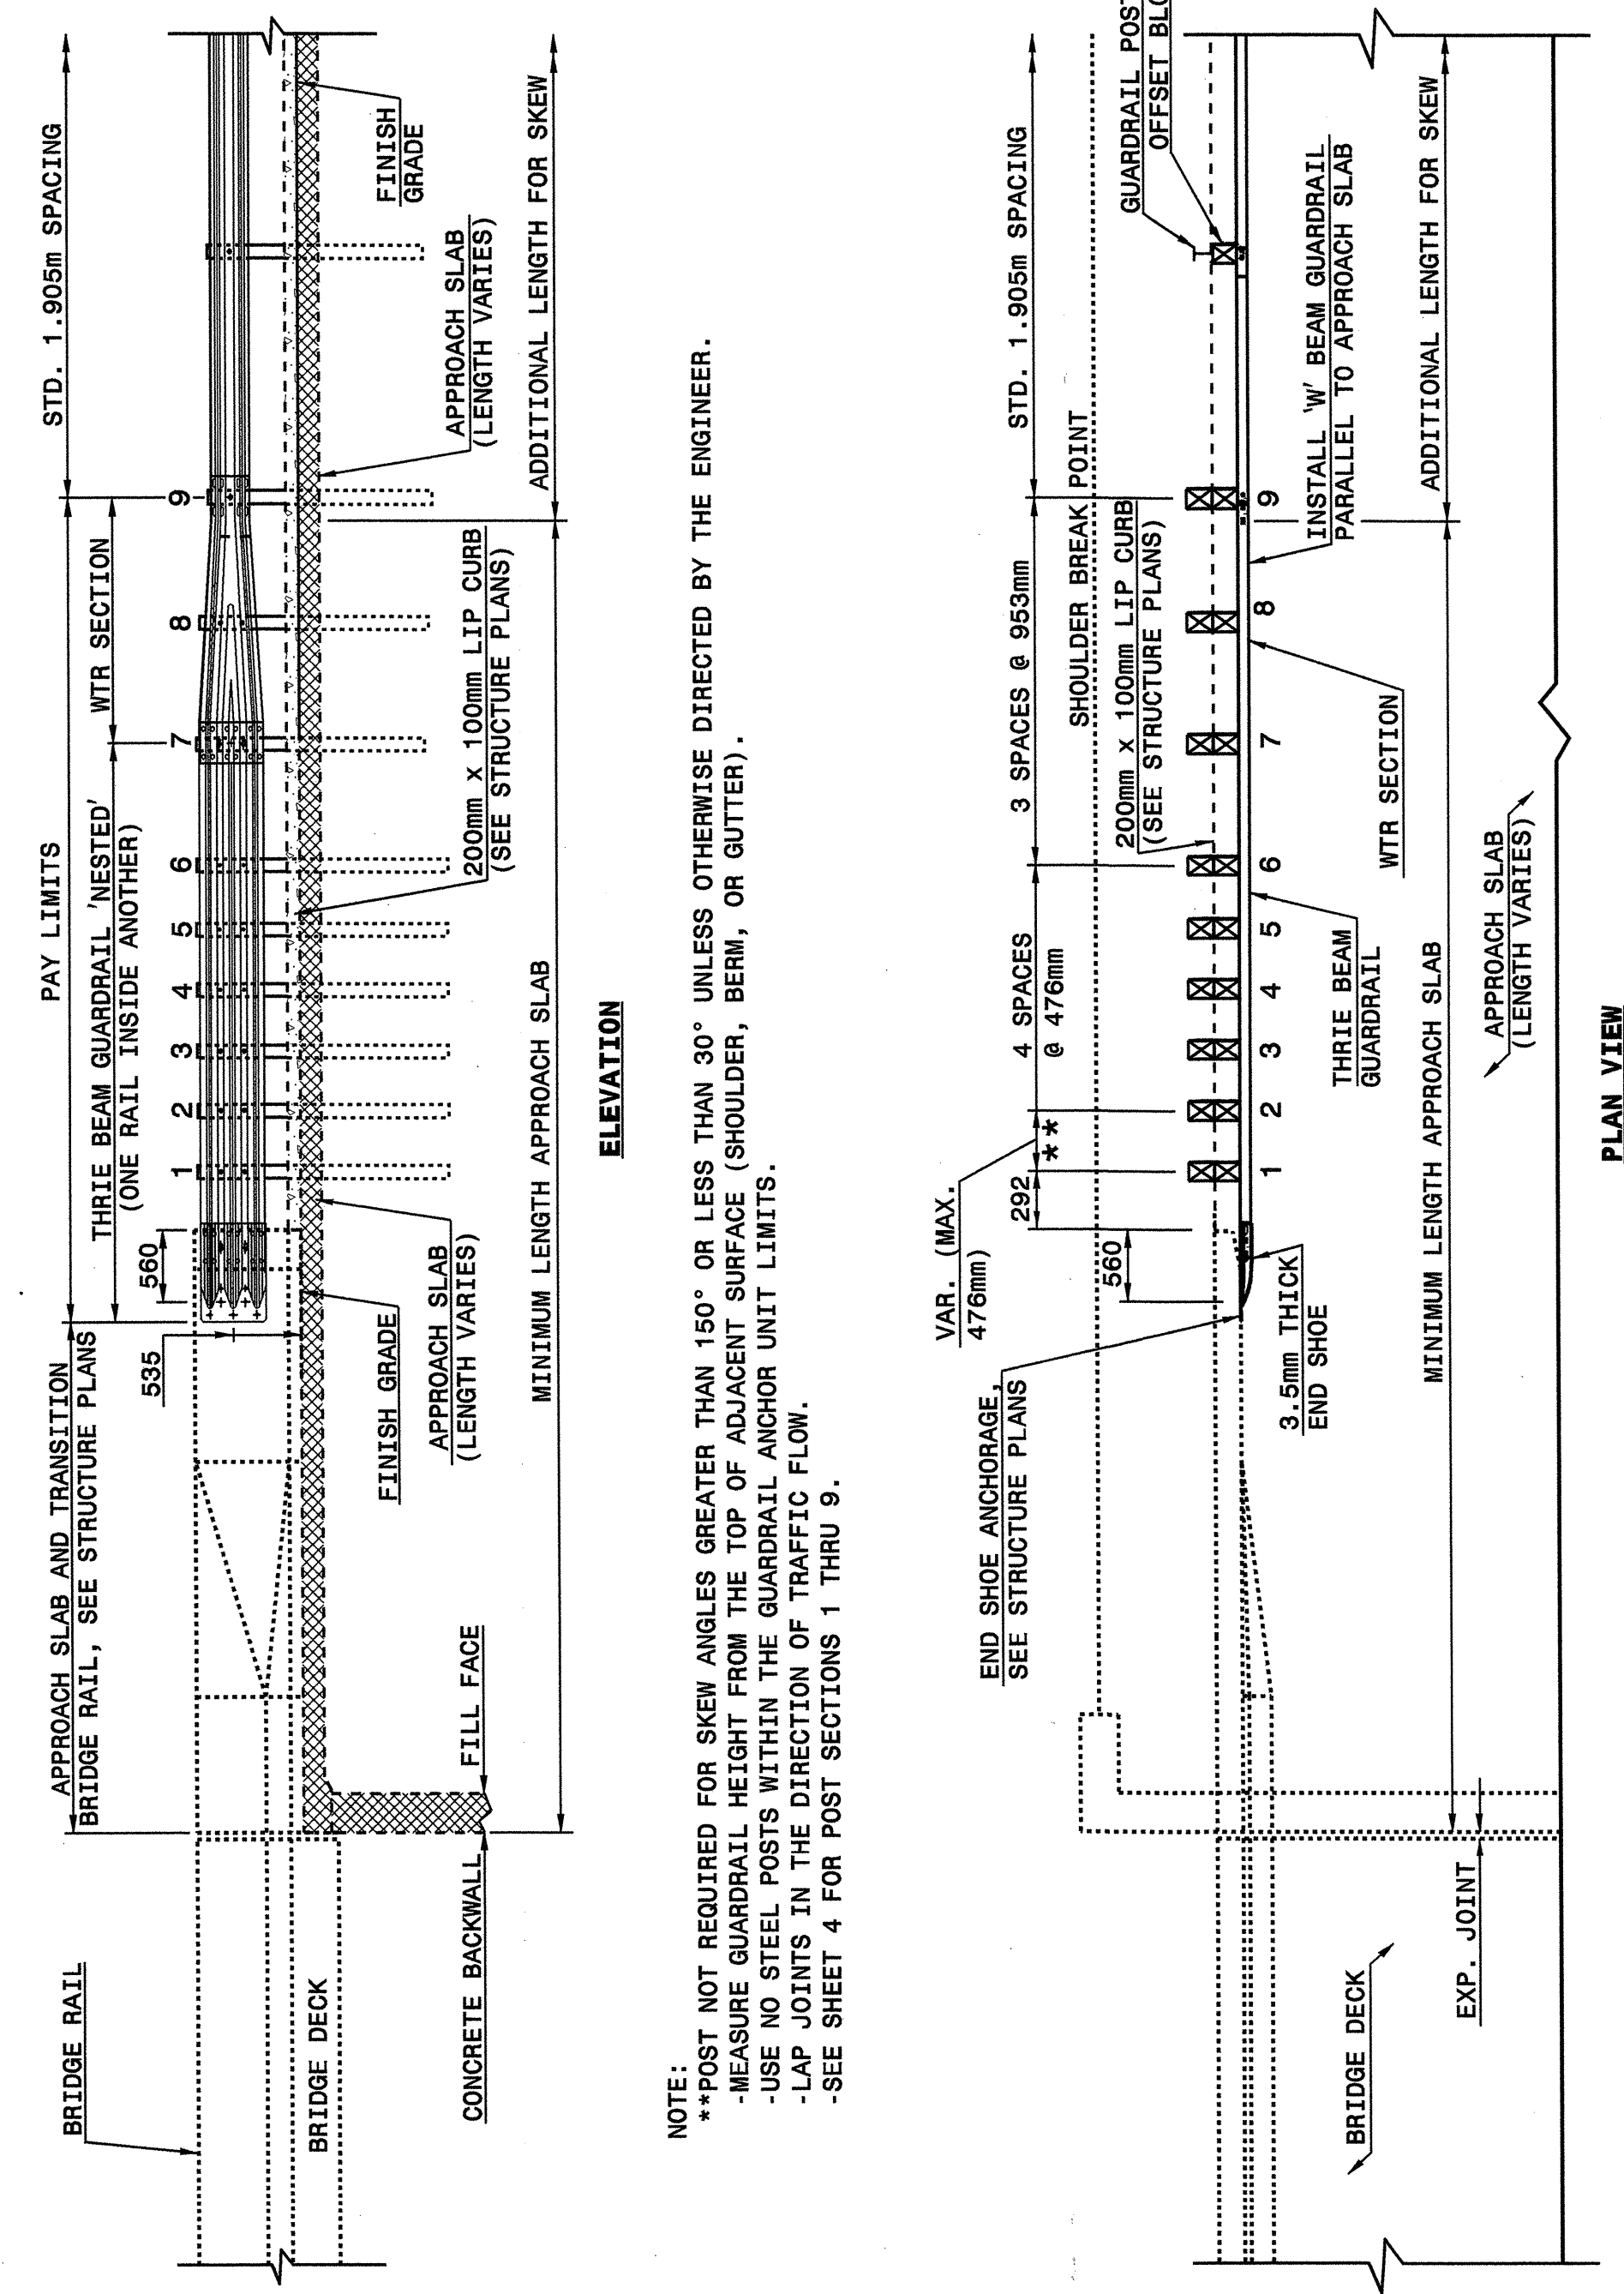 STD. 1.905m SPACING
PAY LIMITS
WTR SECTION
THRIE BEAM GUARDRAIL 'NESTED'
(ONE RAIL INSIDE ANOTHER)
APPROACH SLAB AND TRANSITION
BRIDGE RAIL, SEE STRUCTURE PLANS
BRIDGE RAIL
535
560
1
2
3
4
5
6
7
8
9
FINISH
GRADE
APPROACH SLAB
(LENGTH VARIES)
ADDITIONAL LENGTH FOR SKEW
200mm X 100mm LIP CURB
(SEE STRUCTURE PLANS)
FINISH GRADE
APPROACH SLAB
(LENGTH VARIES)
FILL FACE
BRIDGE DECK
CONCRETE BACKWALL
MINIMUM LENGTH APPROACH SLAB
ELEVATION
NOTE:
**POST NOT REQUIRED FOR SKEW ANGLES GREATER THAN 150° OR LESS THAN 30° UNLESS OTHERWISE DIRECTED BY THE ENGINEER.
-MEASURE GUARDRAIL HEIGHT FROM THE TOP OF ADJACENT SURFACE (SHOULDER, BERM, OR GUTTER).
-USE NO STEEL POSTS WITHIN THE GUARDRAIL ANCHOR UNIT LIMITS.
-LAP JOINTS IN THE DIRECTION OF TRAFFIC FLOW.
-SEE SHEET 4 FOR POST SECTIONS 1 THRU 9.
VAR. (MAX.
476mm)
END SHOE ANCHORAGE,
SEE STRUCTURE PLANS
292
**
560
4 SPACES
@ 476mm
3 SPACES @ 953mm
STD. 1.905m SPACING
SHOULDER BREAK POINT
200mm X 100mm LIP CURB
(SEE STRUCTURE PLANS)
GUARDRAIL POST
OFFSET
1
2
3
4
5
6
7
8
9
3.5mm THICK
END SHOE
THRIE BEAM
GUARDRAIL
WTR SECTION
INSTALL 'W' BEAM GUARDRAIL
PARALLEL TO APPROACH SLAB
MINIMUM LENGTH APPROACH SLAB
ADDITIONAL LENGTH FOR SKEW
APPROACH SLAB
(LENGTH VARIES)
BRIDGE DECK
EXP. JOINT
PLAN VIEW